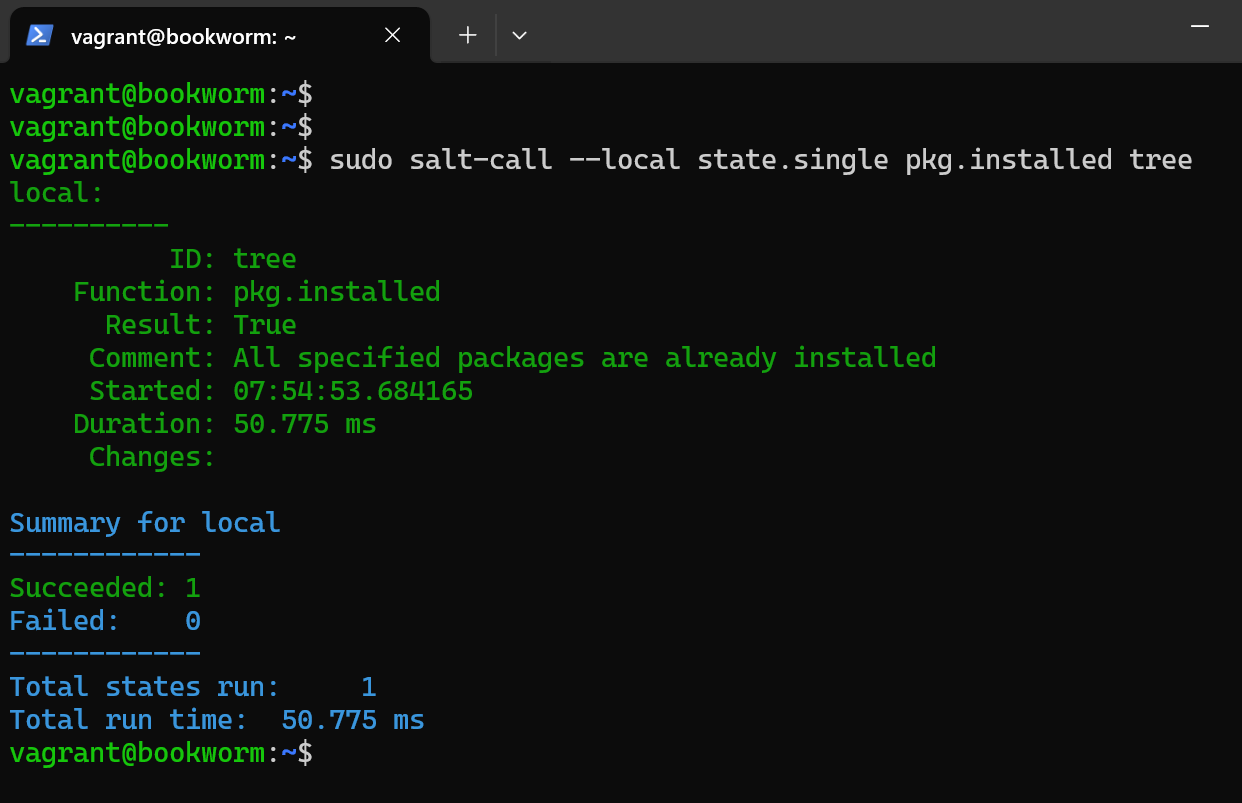 vagrant@bookworm: ~
vagrant@bookworm:~$
vagrant@bookworm:~$
vagrant@bookworm:~$ sudo salt-call --local state.single pkg.installed tree
local:
----------
          ID: tree
    Function: pkg.installed
      Result: True
     Comment: All specified packages are already installed
     Started: 07:54:53.684165
    Duration: 50.775 ms
     Changes:
Summary for local
------------
Succeeded: 1
Failed:    0
------------
Total states run:     1
Total run time:  50.775 ms
vagrant@bookworm:~$